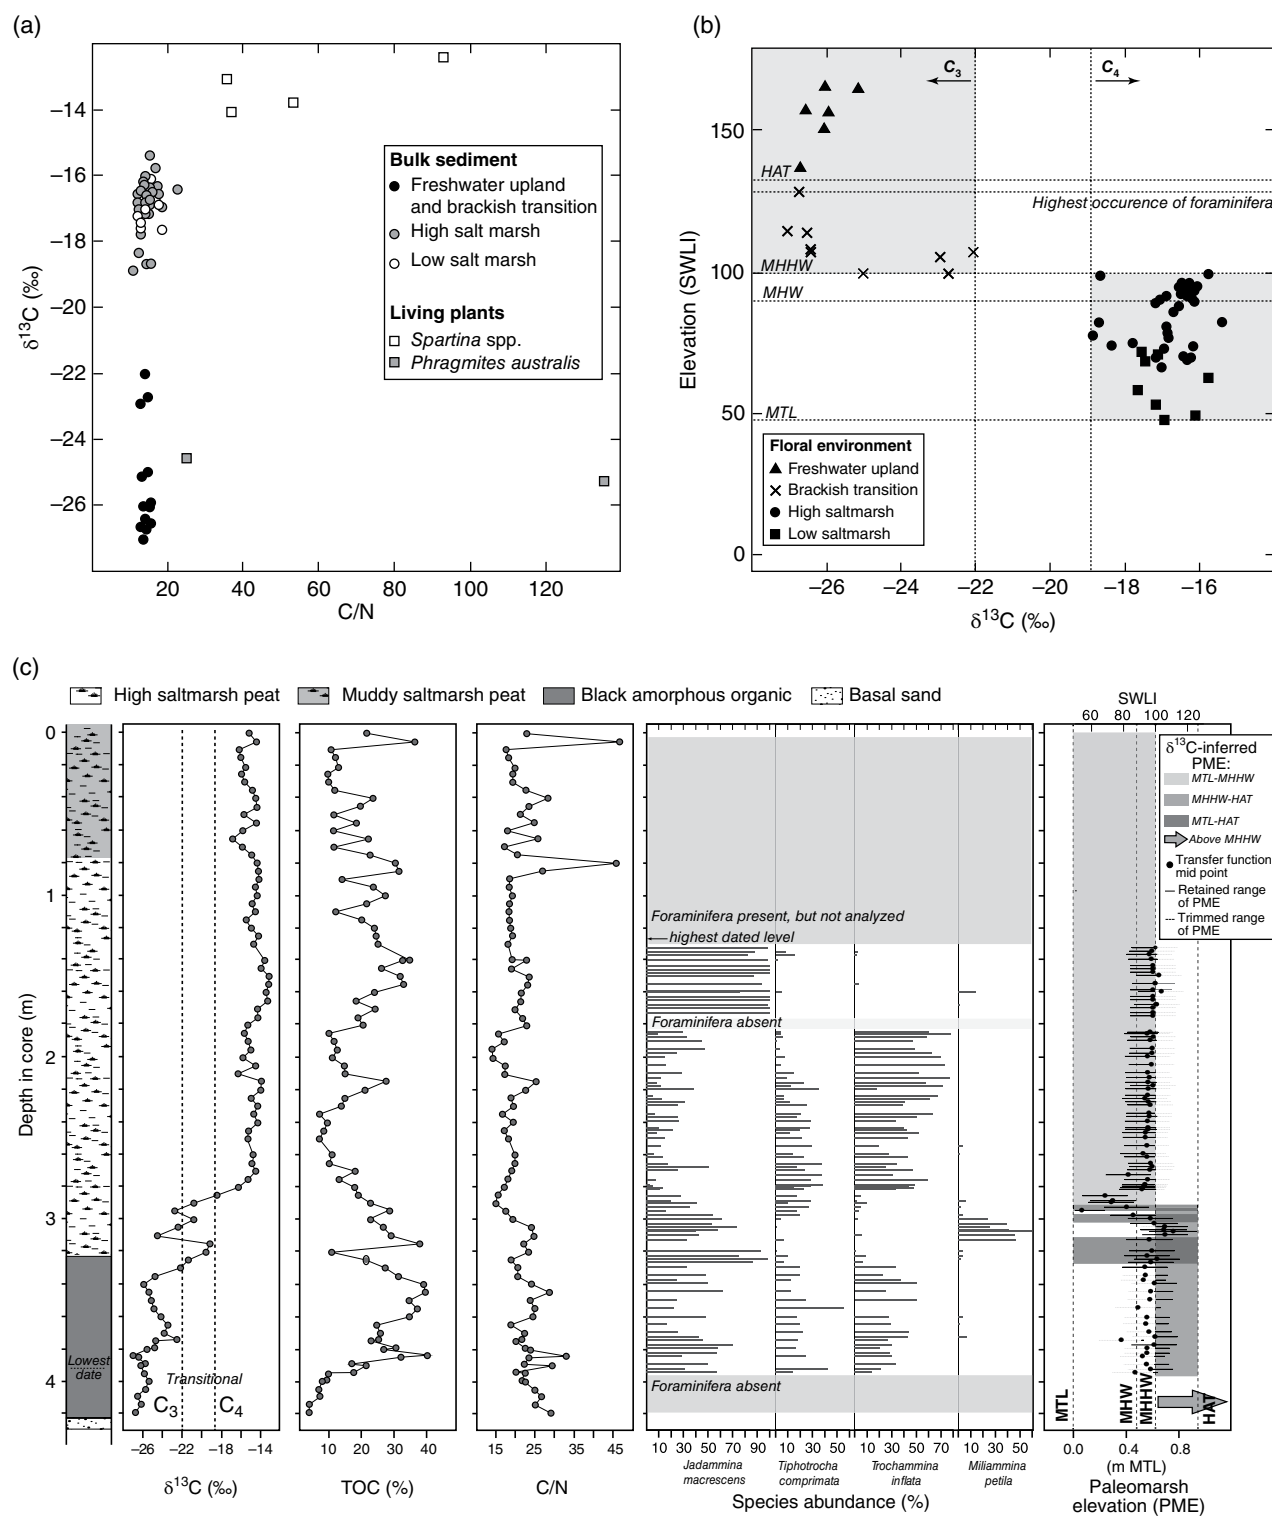 (a)
−14
−16
−18
−20
−22
−24
−26
δ13C (‰)
20
40
60
80
100
120
C/N
Bulk sediment
Freshwater upland
and brackish transition
High salt marsh
Low salt marsh
Living plants
Spartina spp.
Phragmites australis
(b)
C3
C4
150
100
50
0
Elevation (SWLI)
HAT
Highest occurence of foraminifera
MHHW
MHW
MTL
Floral environment
Freshwater upland
Brackish transition
High saltmarsh
Low saltmarsh
−26
−24
−22
−20
−18
−16
δ13C (‰)
(c)
High saltmarsh peat
Muddy saltmarsh peat
Black amorphous organic
Basal sand
SWLI
60 80 100 120
0
1
2
3
4
Depth in core (m)
Lowest
date
Transitional
C3
C4
Foraminifera present, but not analyzed
highest dated level
Foraminifera absent
Foraminifera absent
δ13C-inferred
PME:
MTL-MHHW
MHHW-HAT
MTL-HAT
Above MHHW
Transfer function
mid point
Retained range
of PME
Trimmed range
of PME
MTL
MHW
MHHW
HAT
-26 -22 -18 -14
δ13C (‰)
10 20 30 40
TOC (%)
15 25 35 45
C/N
10 30 50 70 90
Jadammina
macrescens
10 30 50
Tiphotrocha
comprimata
10 30 50 70
Trochammina
inflata
10 30 50
Miliammina
petila
Species abundance (%)
0.0 0.4 0.8
(m MTL)
Paleomarsh
elevation (PME)